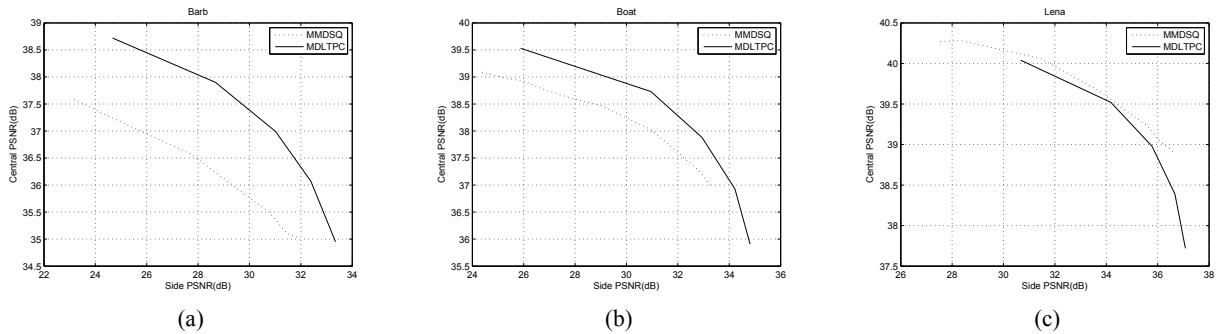 Barb
MMDSQ
MDLTPC
Central PSNR(dB)
39
38.5
38
37.5
37
36.5
36
35.5
35
34.5
22 24 26 28 30 32 34
Side PSNR(dB)
(a)
Boat
MMDSQ
MDLTPC
Central PSNR(dB)
40
39.5
39
38.5
38
37.5
37
36.5
36
35.5
24 26 28 30 32 34 36
Side PSNR(dB)
(b)
Lena
MMDSQ
MDLTPC
Central PSNR(dB)
40.5
40
39.5
39
38.5
38
37.5
26 28 30 32 34 36 38
Side PSNR(dB)
(c)